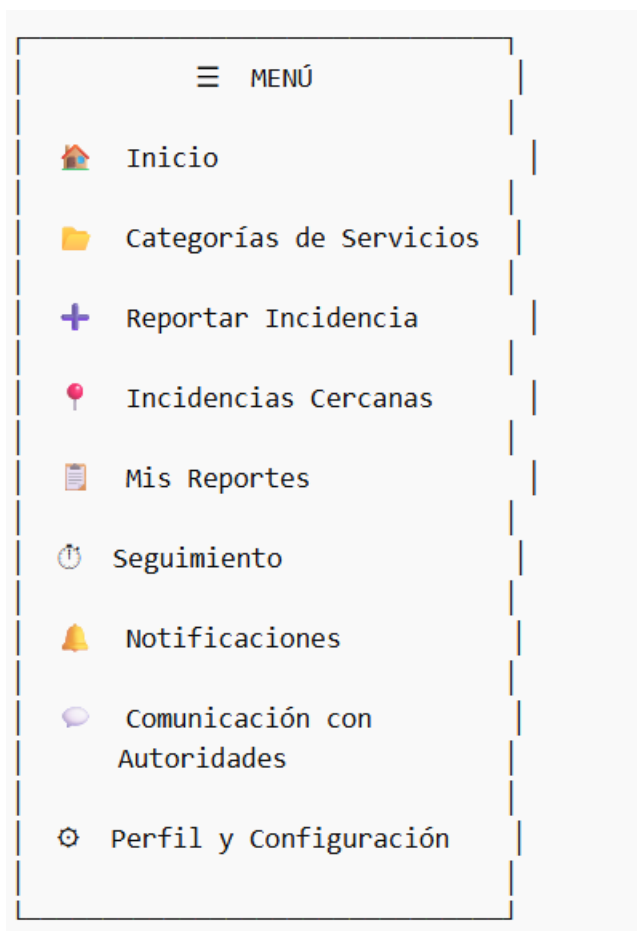 ☰ MENÚ
🏠 Inicio
📁 Categorías de Servicios
➕ Reportar Incidencia
📍 Incidencias Cercanas
📋 Mis Reportes
⏱ Seguimiento
🔔 Notificaciones
💬 Comunicación con
Autoridades
⚙ Perfil y Configuración